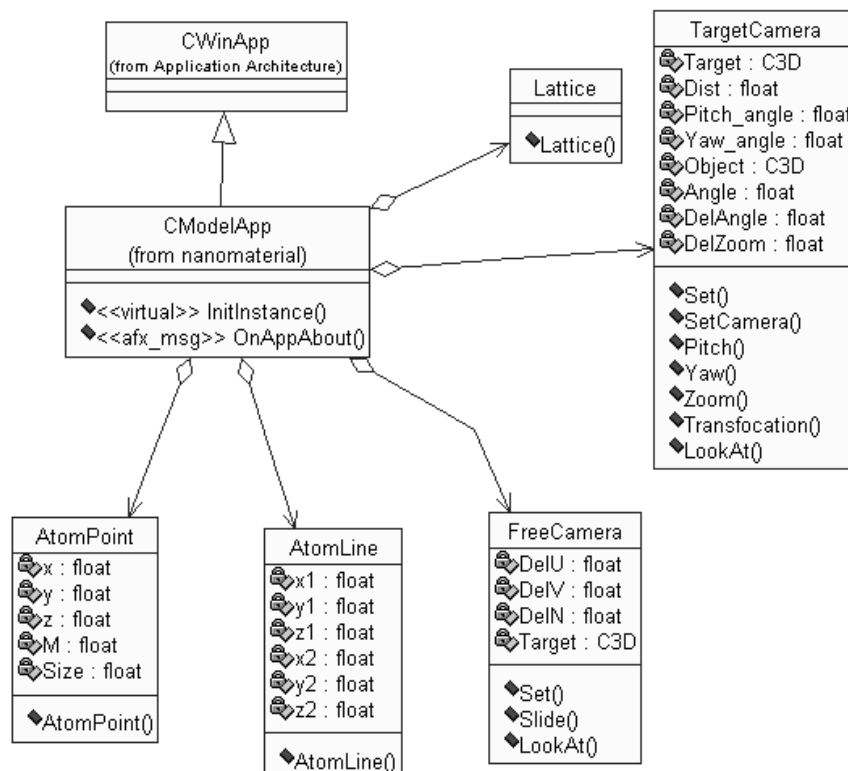 CWinApp
(from Application Architecture)
Lattice
Lattice()
TargetCamera
Target : C3D
Dist : float
Pitch_angle : float
Yaw_angle : float
Object : C3D
Angle : float
DelAngle : float
DelZoom : float
Set()
SetCamera()
Pitch()
Yaw()
Zoom()
Transfocation()
LookAt()
CModelApp
(from nanomaterial)
<<virtual>> InitInstance()
<<afx_msg>> OnAppAbout()
AtomPoint
x : float
y : float
z : float
M : float
Size : float
AtomPoint()
AtomLine
x1 : float
y1 : float
z1 : float
x2 : float
y2 : float
z2 : float
AtomLine()
FreeCamera
DelU : float
DelV : float
DelN : float
Target : C3D
Set()
Slide()
LookAt()